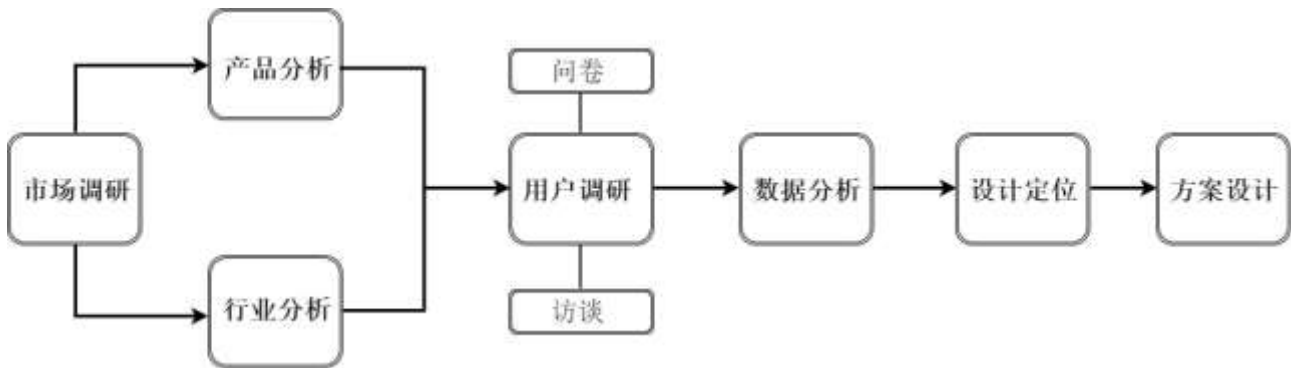 产品分析
问卷
市场调研
用户调研
数据分析
设计定位
方案设计
行业分析
访谈